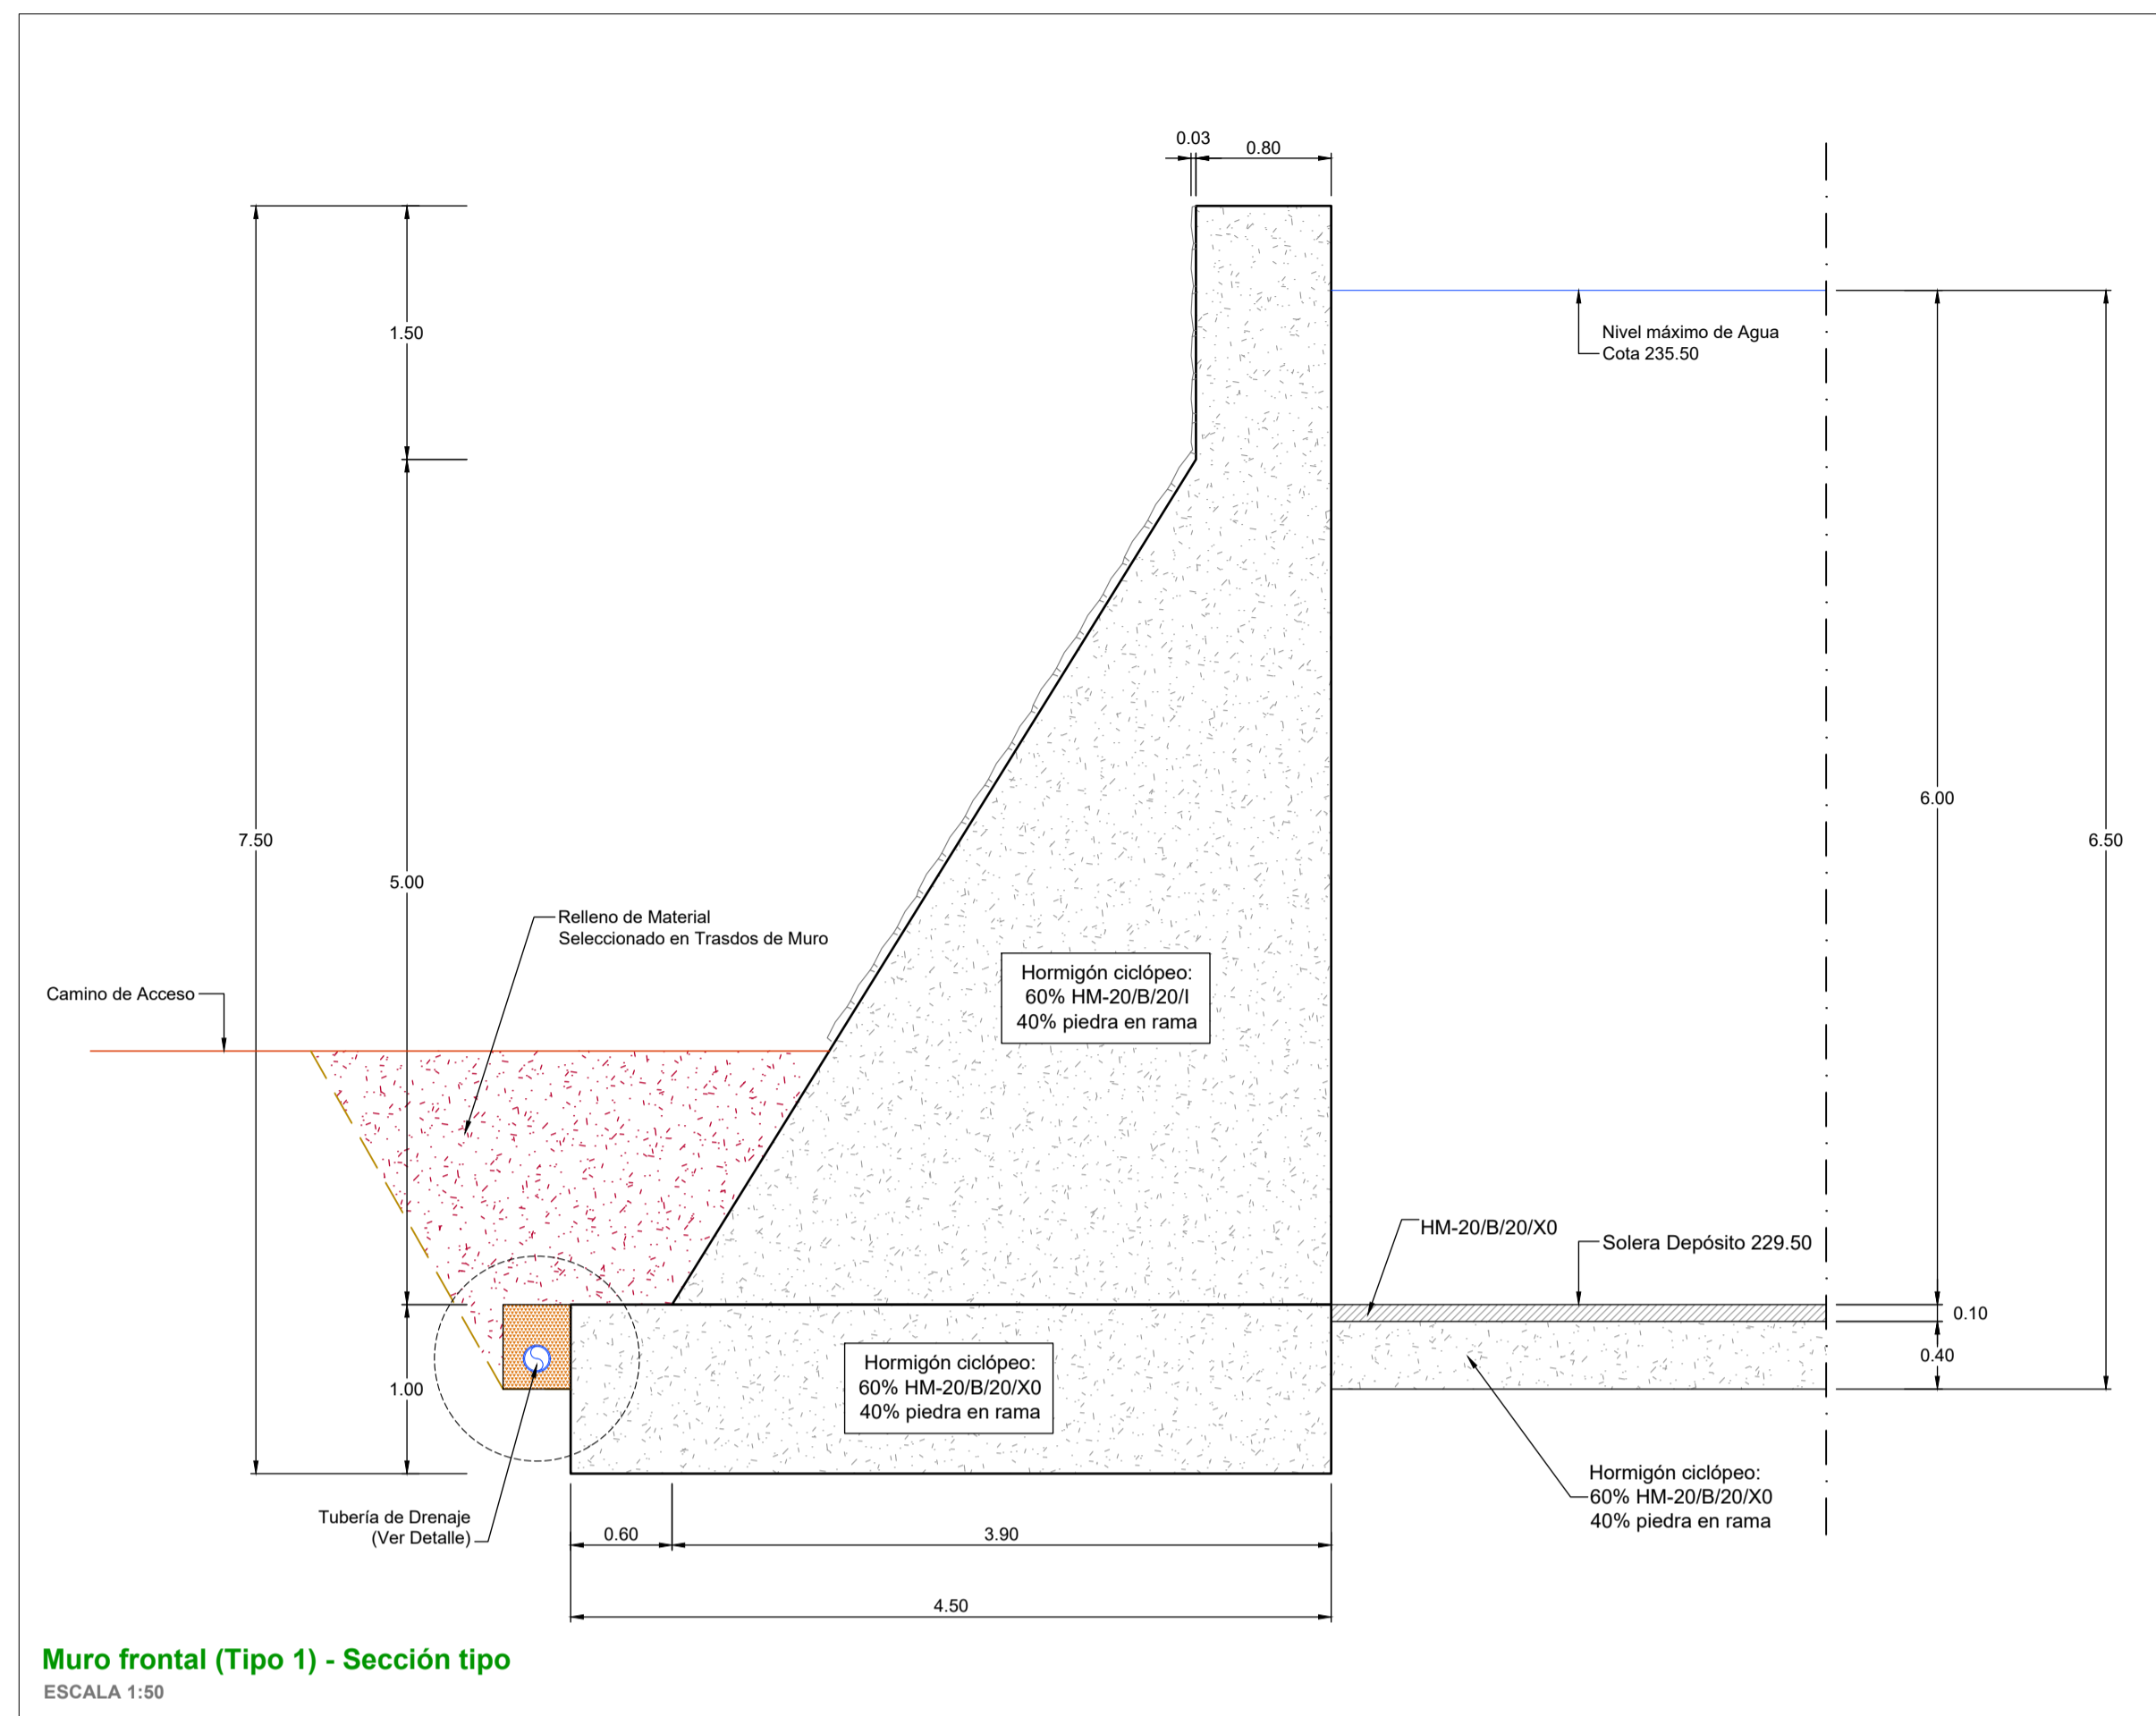 0.03
0.80
1.50
Nivel máximo de Agua
Cota 235.50
6.00
7.50
6.50
5.00
Relleno de Material
Seleccionado en Trasdos de Muro
Camino de Acceso
Hormigón ciclópeo:
60% HM-20/B/20/I
40% piedra en rama
HM-20/B/20/X0
Solera Depósito 229.50
0.10
0.40
Hormigón ciclópeo:
60% HM-20/B/20/X0
40% piedra en rama
1.00
Hormigón ciclópeo:
60% HM-20/B/20/X0
40% piedra en rama
Tubería de Drenaje
(Ver Detalle)
0.60
3.90
4.50
Muro frontal (Tipo 1) - Sección tipo
ESCALA 1:50